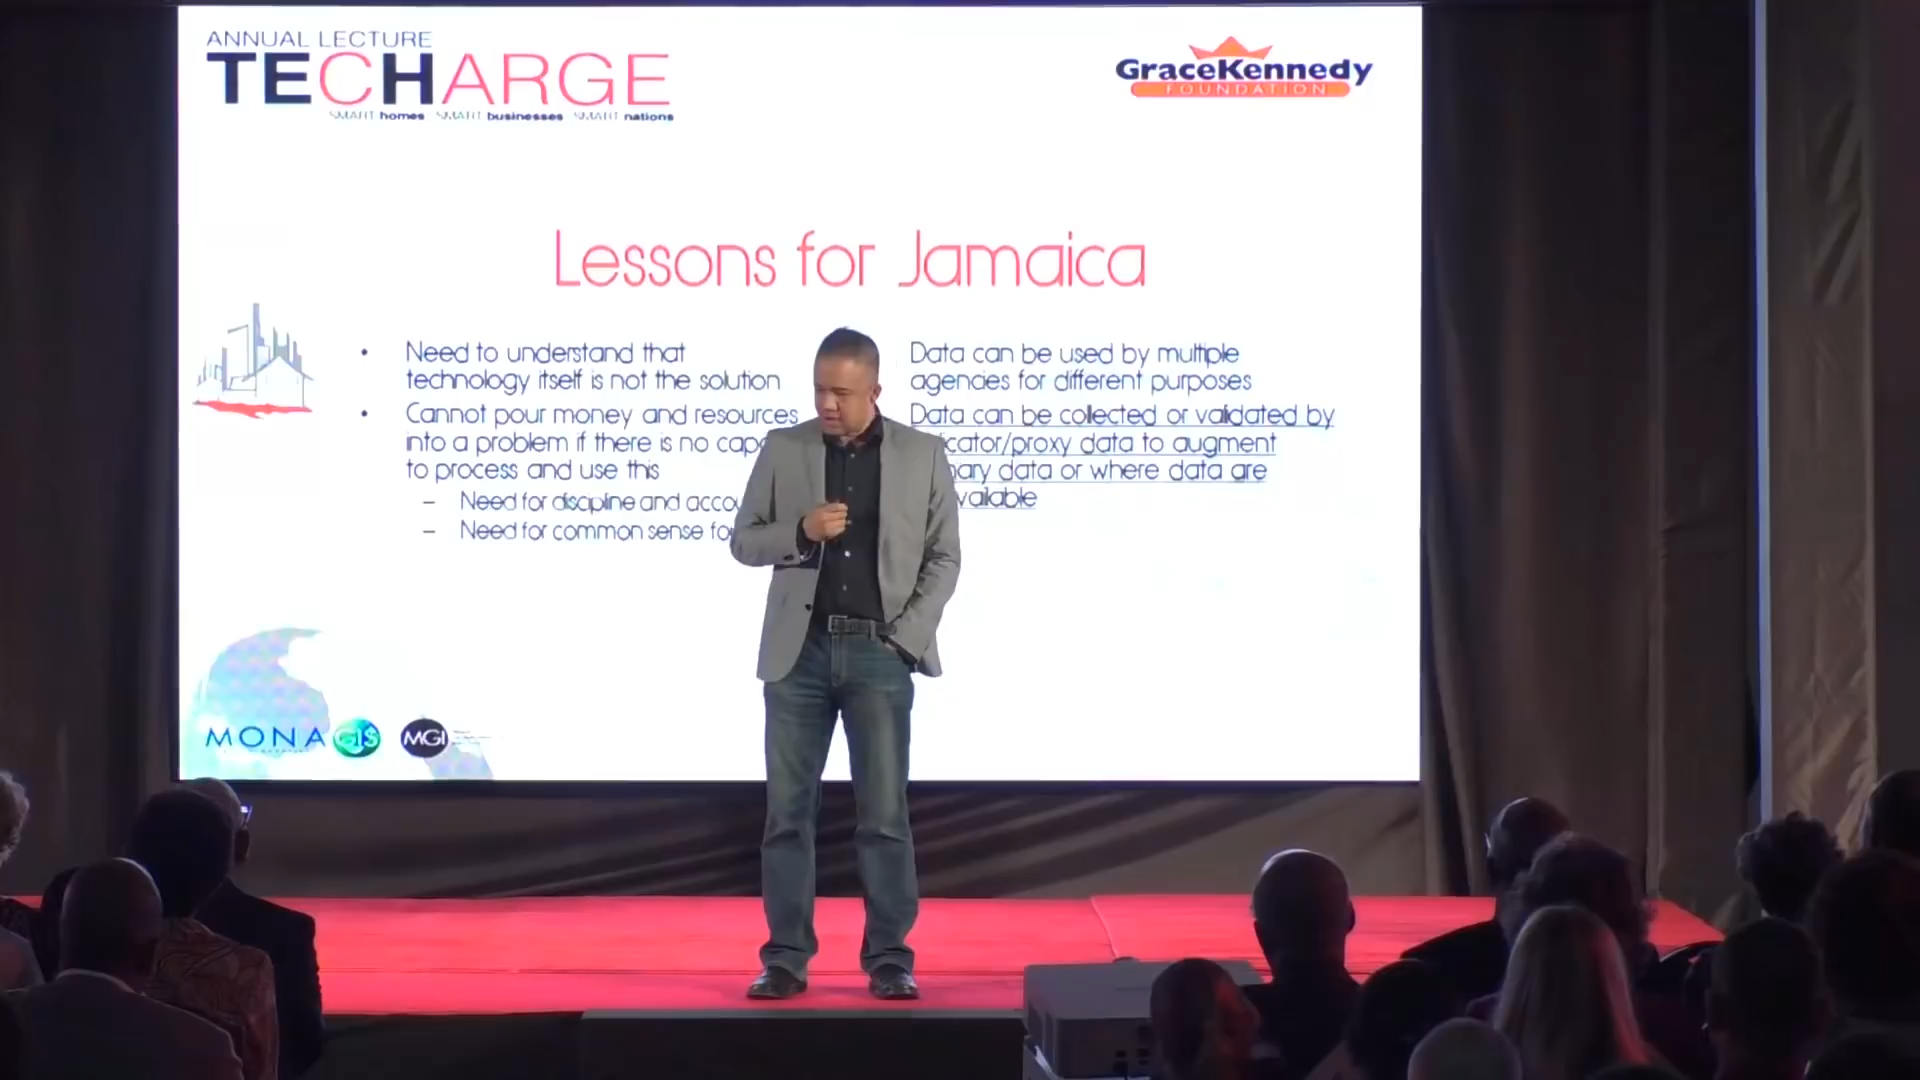 ANNUAL LECTURE
TECHARGE
SMART homes SMART businesses SMART nations
GraceKennedy
FOUNDATION
Lessons for Jamaica
• Need to understand that
technology itself is not the solution
• Cannot pour money and resources
into a problem if there is no
to process and use this
– Need for discipline and
– Need for common sense
Data can be used by multiple
agencies for different purposes
Data can be collected or validated by
data to augment
data or where data are
MONA GIS
MGI